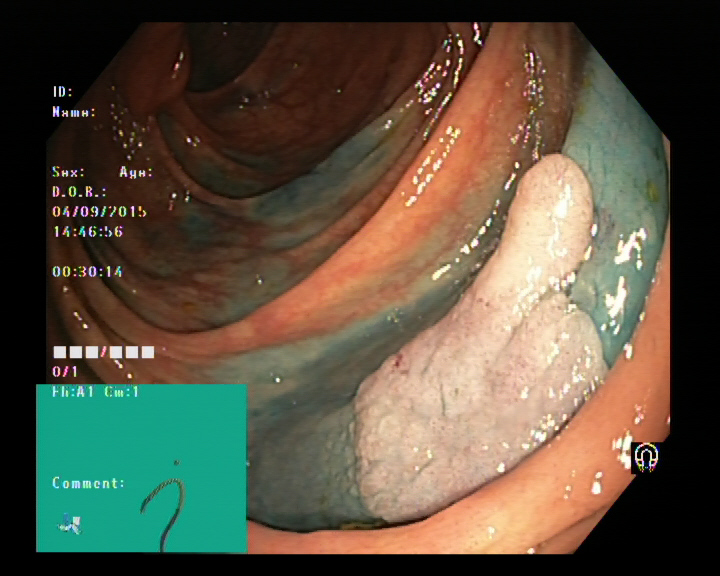 ID:
Name:
Sex: Age:
D.O.B.:
04/09/2015
14:46:56
00:30:14
■■■/■■■
0/1
Eh:A1 Cm:1
Comment: